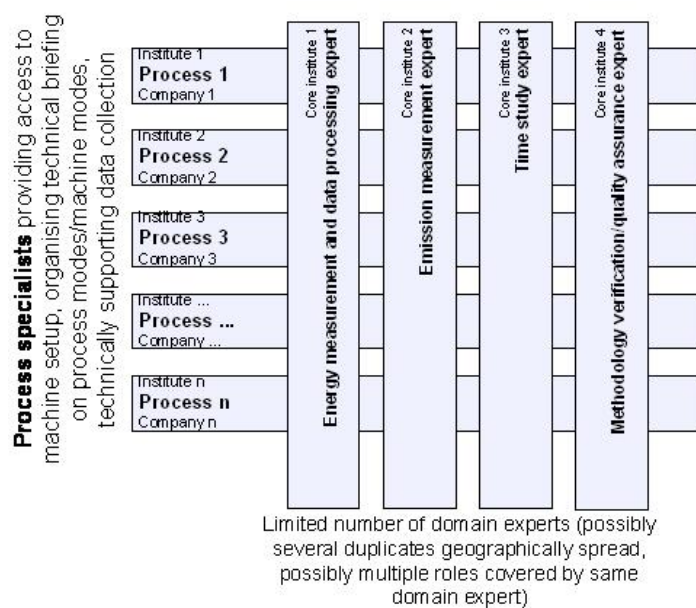 Process specialists providing access to
machine setup, organising technical briefing
on process modes/machine modes,
technically supporting data collection
Institute 1
Process 1
Company 1
Institute 2
Process 2
Company 2
Institute 3
Process 3
Company 3
Institute ...
Process ...
Company ...
Institute n
Process n
Company n
Core institute 1
Energy measurement and data processing expert
Core institute 2
Emission measurement expert
Core institute 3
Time study expert
Core institute 4
Methodology verification/quality assurance expert
Limited number of domain experts (possibly
several duplicates geographically spread,
possibly multiple roles covered by same
domain expert)